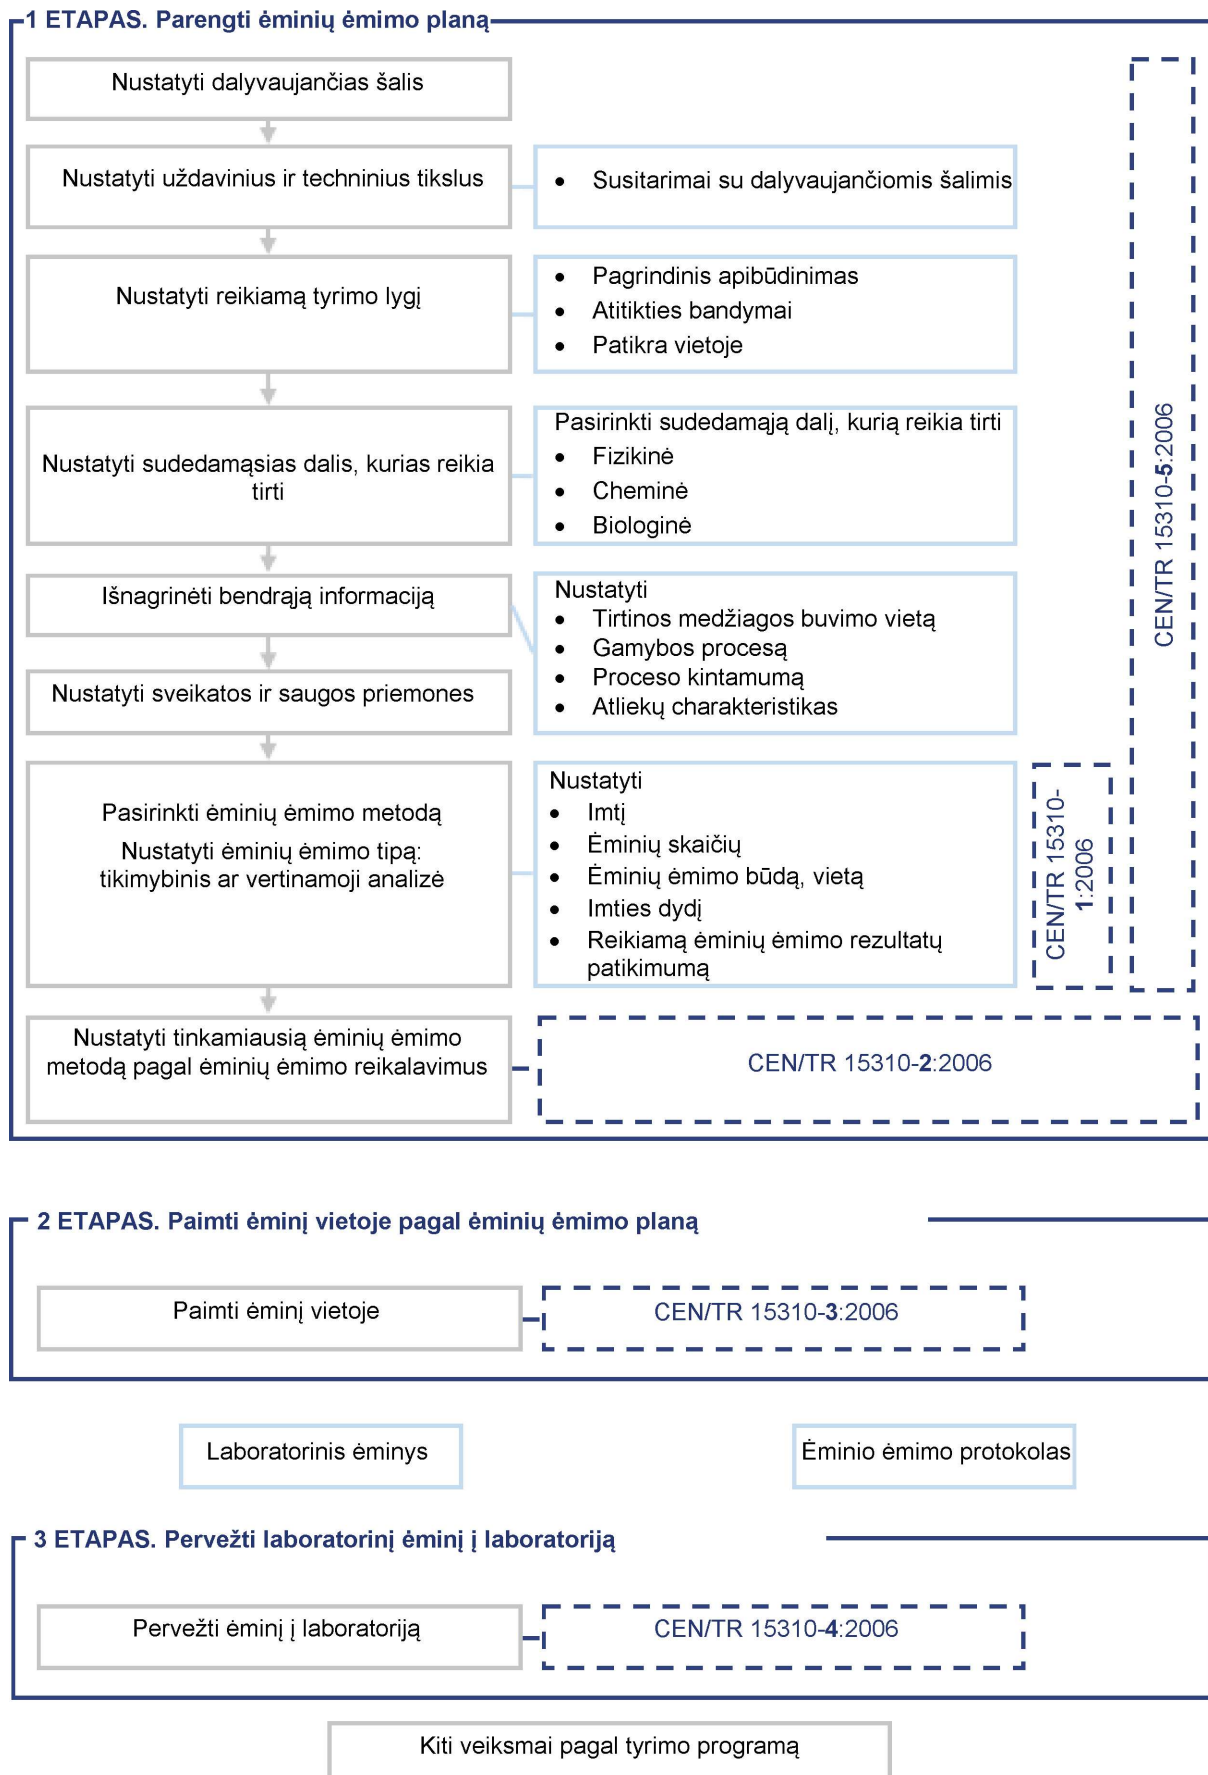 1 ETAPAS. Parengti ėminių ėmimo planą
Nustatyti dalyvaujančias šalis
Nustatyti uždavinius ir techninius tikslus
• Susitarimai su dalyvaujančiomis šalimis
Nustatyti reikiamą tyrimo lygį
• Pagrindinis apibūdinimas
• Atitikties bandymai
• Patikra vietoje
Nustatyti sudedamąsias dalis, kurias reikia
tirti
Pasirinkti sudedamąją dalį, kurią reikia tirti
• Fizikinė
• Cheminė
• Biologinė
Išnagrinėti bendrąją informaciją
Nustatyti
• Tirtinos medžiagos buvimo vietą
• Gamybos procesą
• Proceso kintamumą
• Atliekų charakteristikas
Nustatyti sveikatos ir saugos priemones
Pasirinkti ėminių ėmimo metodą
Nustatyti ėminių ėmimo tipą:
tikimybinis ar vertinamoji analizė
Nustatyti
• Imtį
• Ėminių skaičių
• Ėminių ėmimo būdą, vietą
• Imties dydį
• Reikiamą ėminių ėmimo rezultatų
patikimumą
CEN/TR 15310-
1:2006
CEN/TR 15310-5:2006
Nustatyti tinkamiausią ėminių ėmimo
metodą pagal ėminių ėmimo reikalavimus
CEN/TR 15310-2:2006
2 ETAPAS. Paimti ėminį vietoje pagal ėminių ėmimo planą
Paimti ėminį vietoje
CEN/TR 15310-3:2006
Laboratorinis ėminys
Ėminio ėmimo protokolas
3 ETAPAS. Pervežti laboratorinį ėminį į laboratoriją
Pervežti ėminį į laboratoriją
CEN/TR 15310-4:2006
Kiti veiksmai pagal tyrimo programą